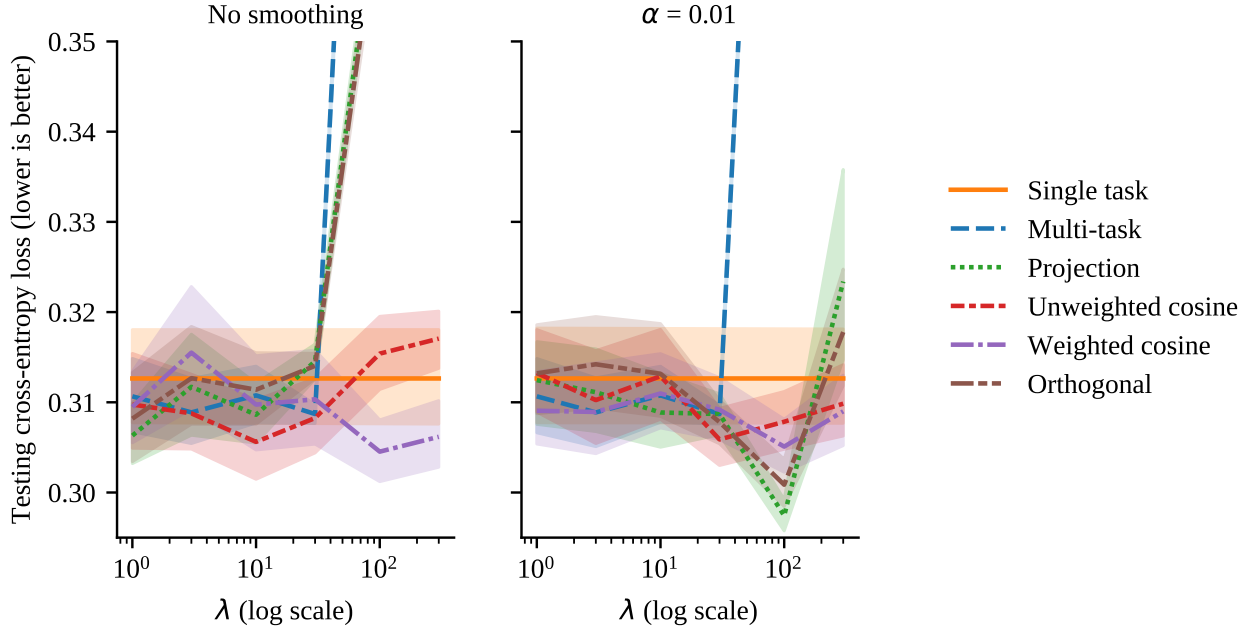 No smoothing
α = 0.01
Testing cross-entropy loss (lower is better)
0.35
0.34
0.33
0.32
0.31
0.30
10⁰
10¹
10²
10⁰
10¹
10²
λ (log scale)
λ (log scale)
Single task
Multi-task
Projection
Unweighted cosine
Weighted cosine
Orthogonal